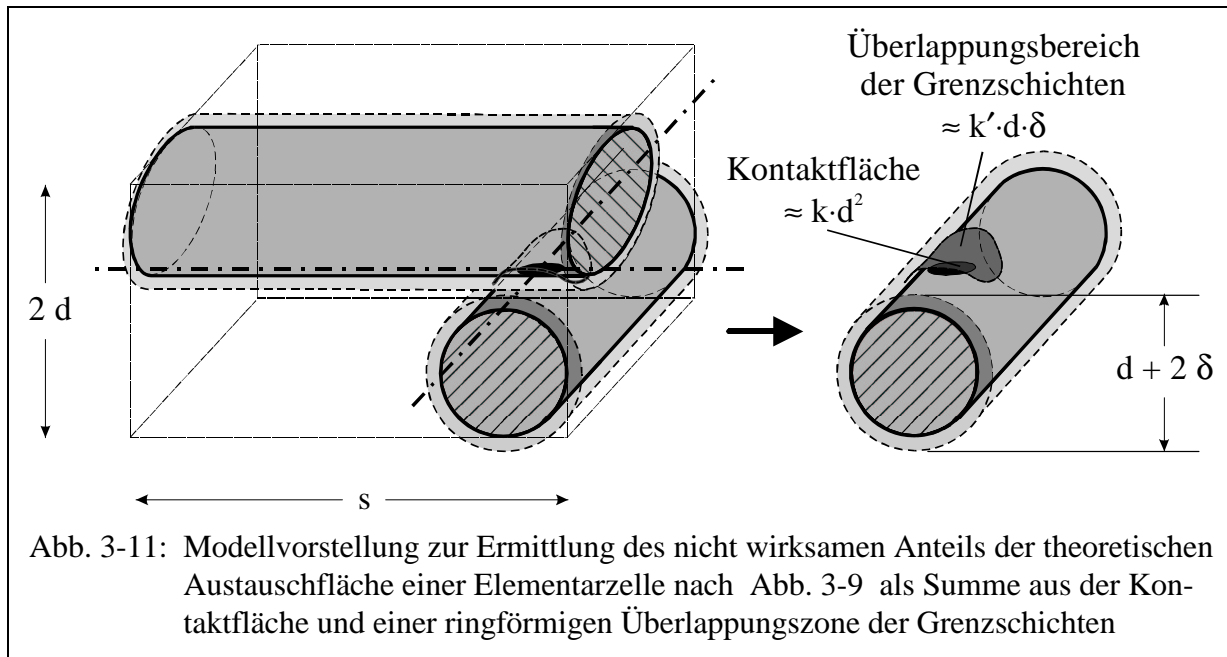 Überlappungsbereich
der Grenzschichten
≈ k′·d·δ
Kontaktfläche
≈ k·d²
2 d
d + 2 δ
s
Abb. 3-11: Modellvorstellung zur Ermittlung des nicht wirksamen Anteils der theoretischen
Austauschfläche einer Elementarzelle nach Abb. 3-9 als Summe aus der Kon-
taktfläche und einer ringförmigen Überlappungszone der Grenzschichten